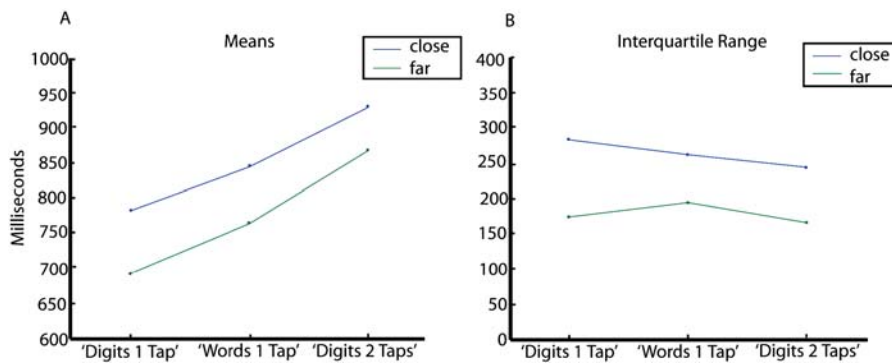 A
Means
close
far
1000
950
900
850
800
750
700
650
600
Milliseconds
'Digits 1 Tap' 'Words 1 Tap' 'Digits 2 Taps'
B
Interquartile Range
close
far
400
350
300
250
200
150
100
50
0
'Digits 1 Tap' 'Words 1 Tap' 'Digits 2 Taps'